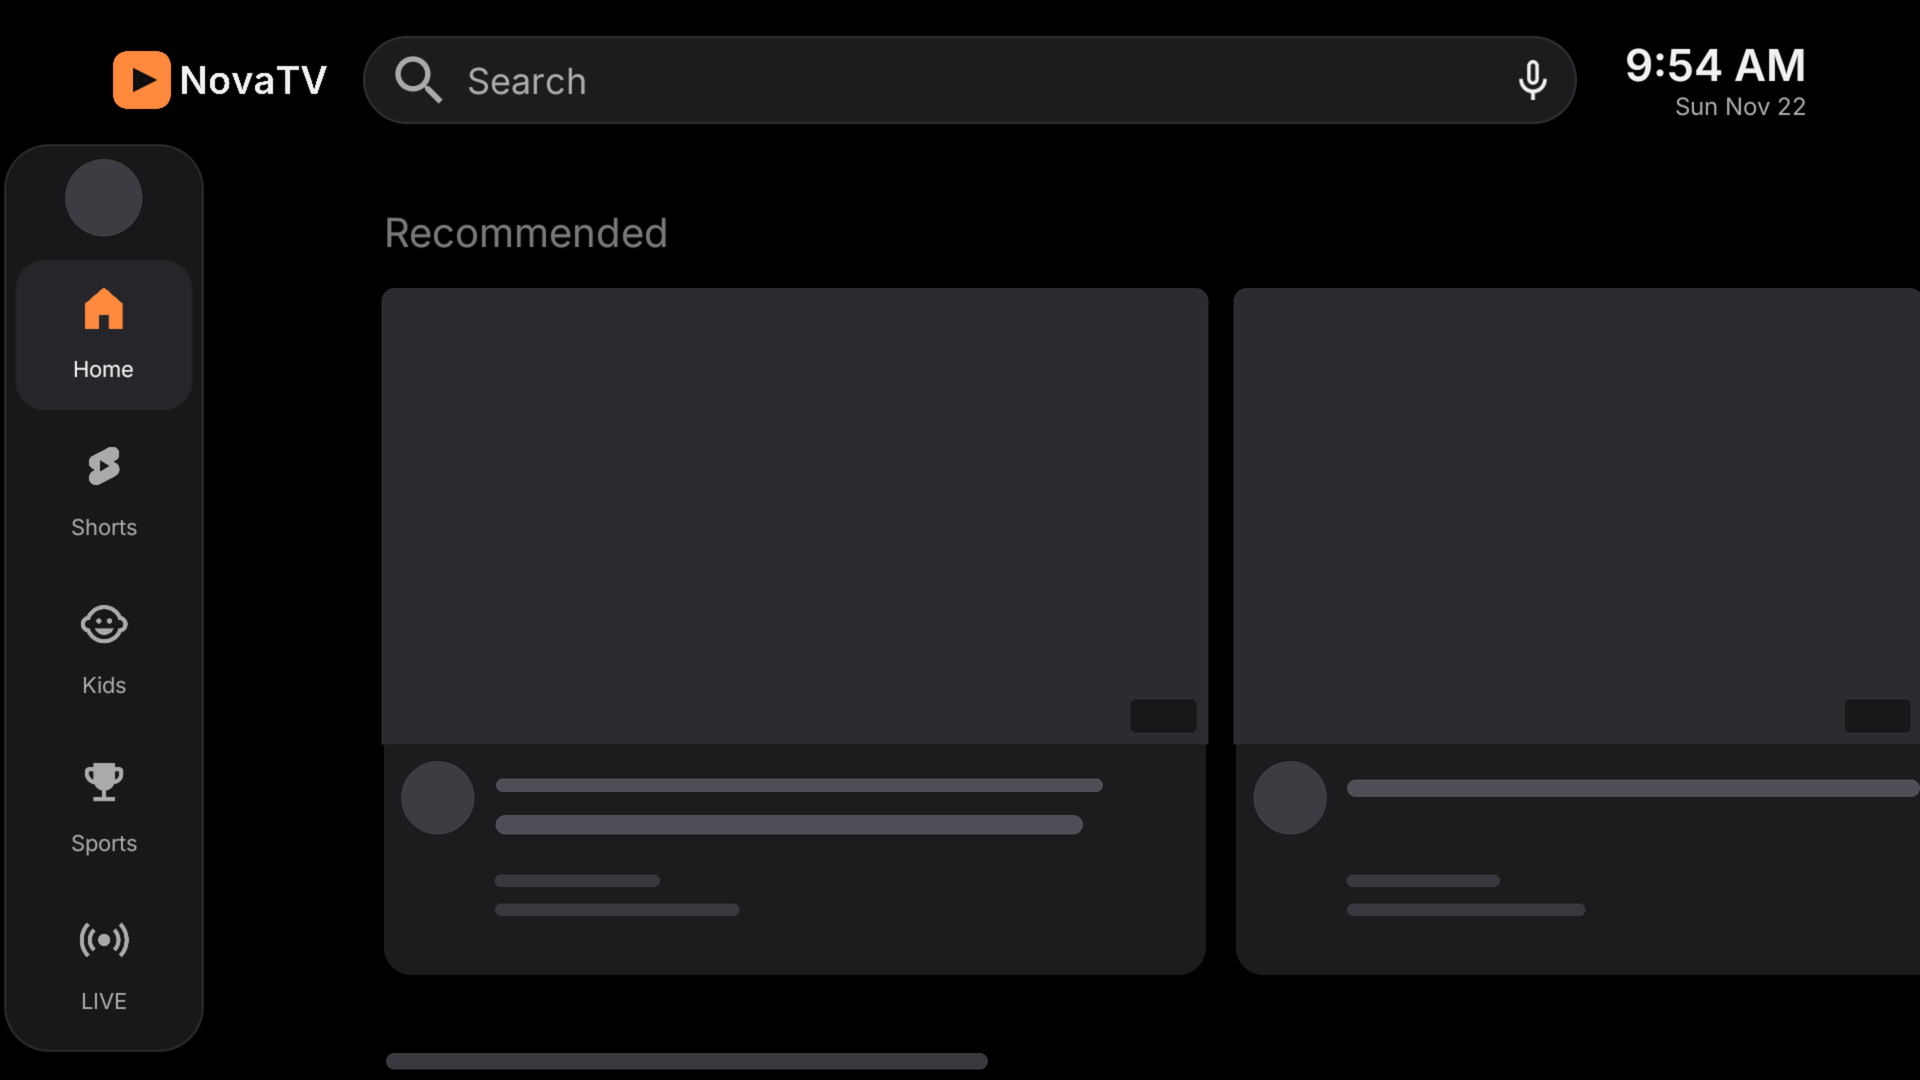 NovaTV
Search
9:54 AM
Sun Nov 22
Recommended
Home
Shorts
Kids
Sports
LIVE